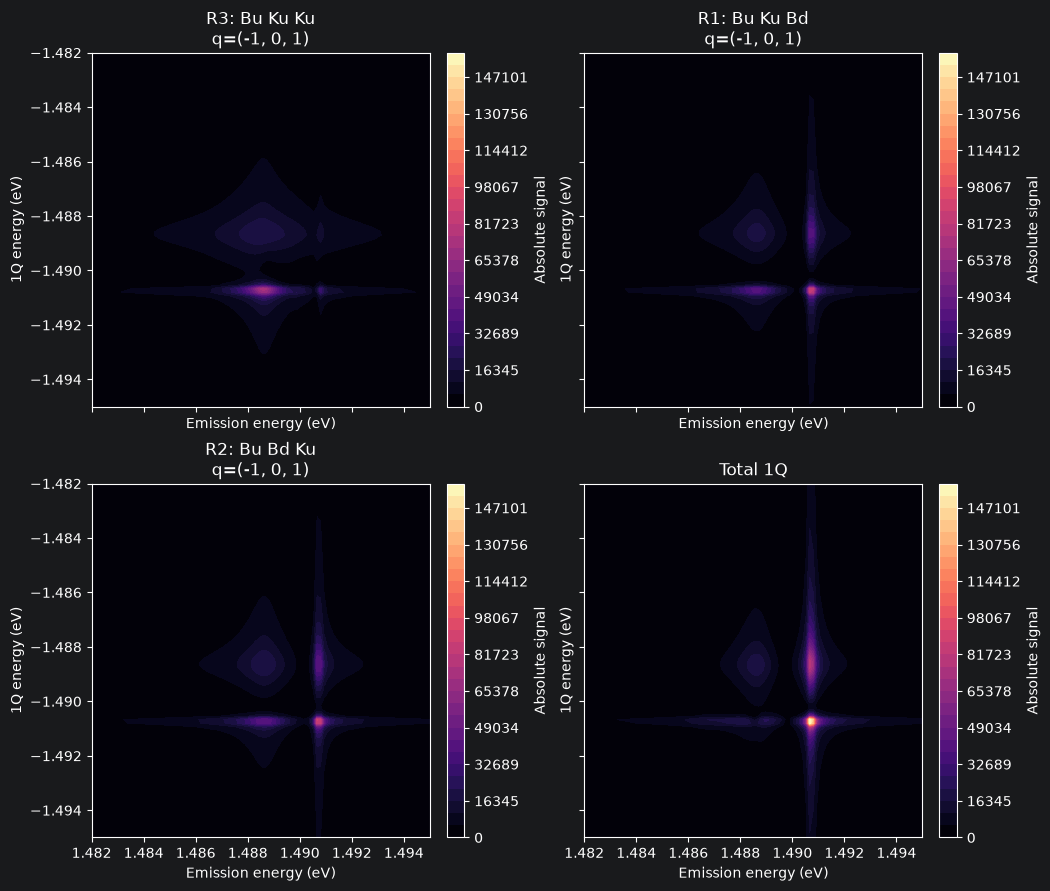 R3: Bu Ku Ku
q=(-1, 0, 1)
R1: Bu Ku Bd
q=(-1, 0, 1)
−1.482
−1.484
−1.486
−1.488
−1.490
−1.492
−1.494
1Q energy (eV)
Emission energy (eV)
147101
130756
114412
98067
81723
65378
49034
32689
16345
0
Absolute signal
1Q energy (eV)
Emission energy (eV)
147101
130756
114412
98067
81723
65378
49034
32689
16345
0
Absolute signal
R2: Bu Bd Ku
q=(-1, 0, 1)
Total 1Q
−1.482
−1.484
−1.486
−1.488
−1.490
−1.492
−1.494
1Q energy (eV)
1.482 1.484 1.486 1.488 1.490 1.492 1.494
Emission energy (eV)
147101
130756
114412
98067
81723
65378
49034
32689
16345
0
Absolute signal
1Q energy (eV)
1.482 1.484 1.486 1.488 1.490 1.492 1.494
Emission energy (eV)
147101
130756
114412
98067
81723
65378
49034
32689
16345
0
Absolute signal